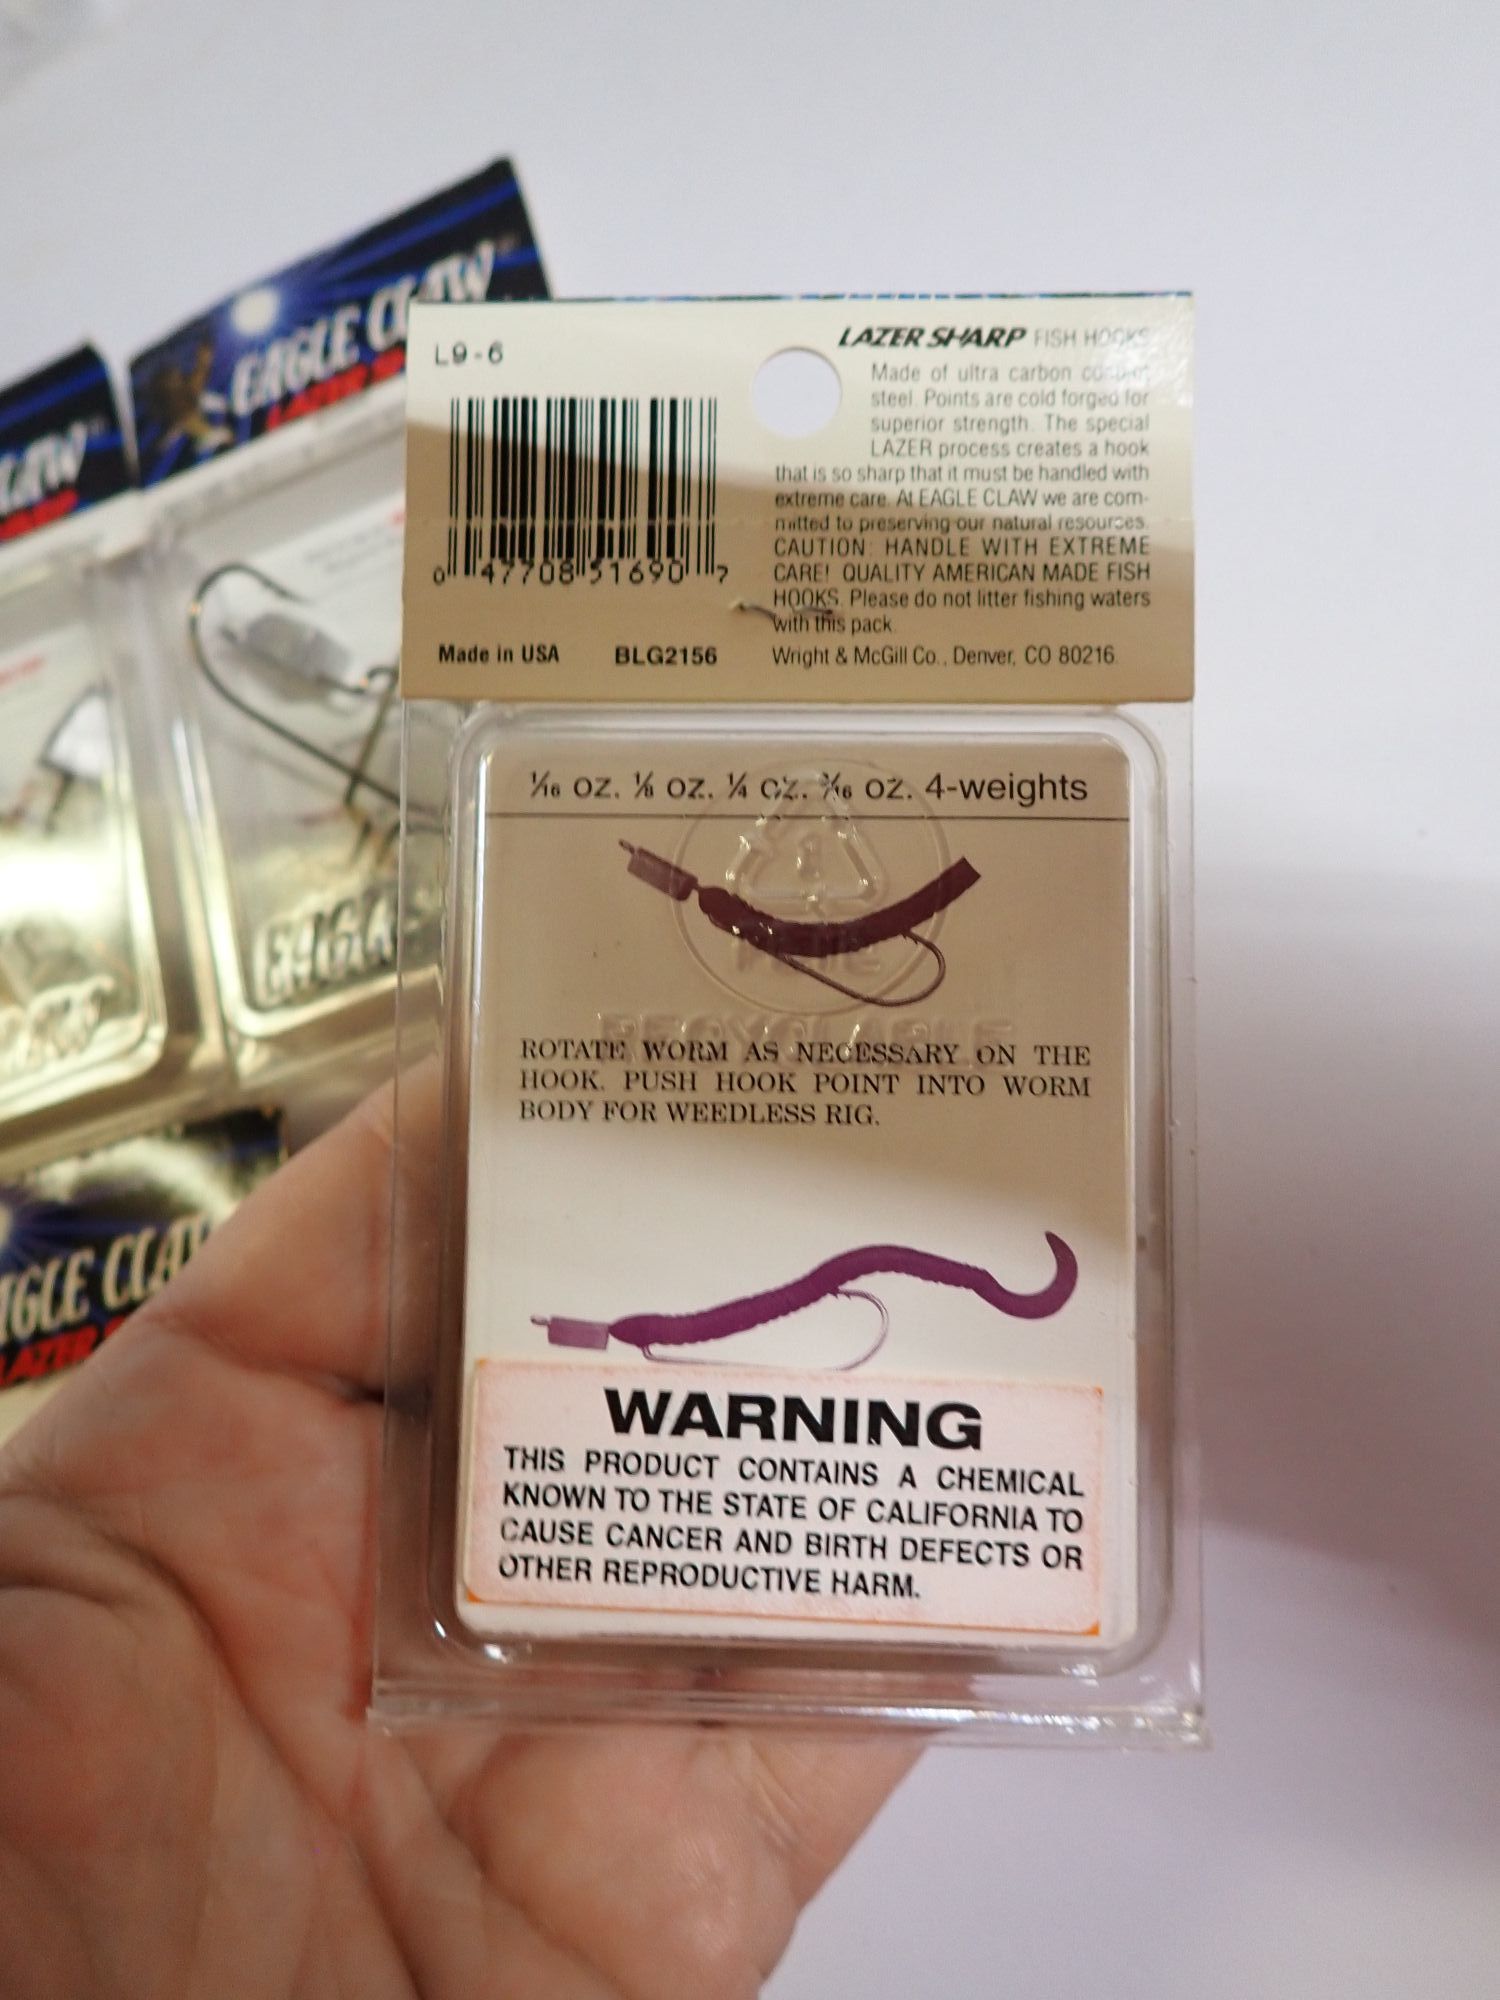 EAGLE CLAW
L9-6
LAZER SHARP FISH HOOKS
Made of ultra carbon
steel. Points are cold forged for
superior strength. The special
LAZER process creates a hook
that is so sharp that it must be handled with
extreme care. At EAGLE CLAW we are com-
mitted to preserving our natural resources.
CAUTION: HANDLE WITH EXTREME
CARE! QUALITY AMERICAN MADE FISH
HOOKS. Please do not litter fishing waters
with this pack.
Wright & McGill Co., Denver, CO 80216
0 47708 51690 7
Made in USA BLG2156
1/16 oz. 1/8 oz. 1/4 oz. oz. 4-weights
PETE
RECYCLABLE
ROTATE WORM AS NECESSARY ON THE
HOOK. PUSH HOOK POINT INTO WORM
BODY FOR WEEDLESS RIG.
WARNING
THIS PRODUCT CONTAINS A CHEMICAL
KNOWN TO THE STATE OF CALIFORNIA TO
CAUSE CANCER AND BIRTH DEFECTS OR
OTHER REPRODUCTIVE HARM.